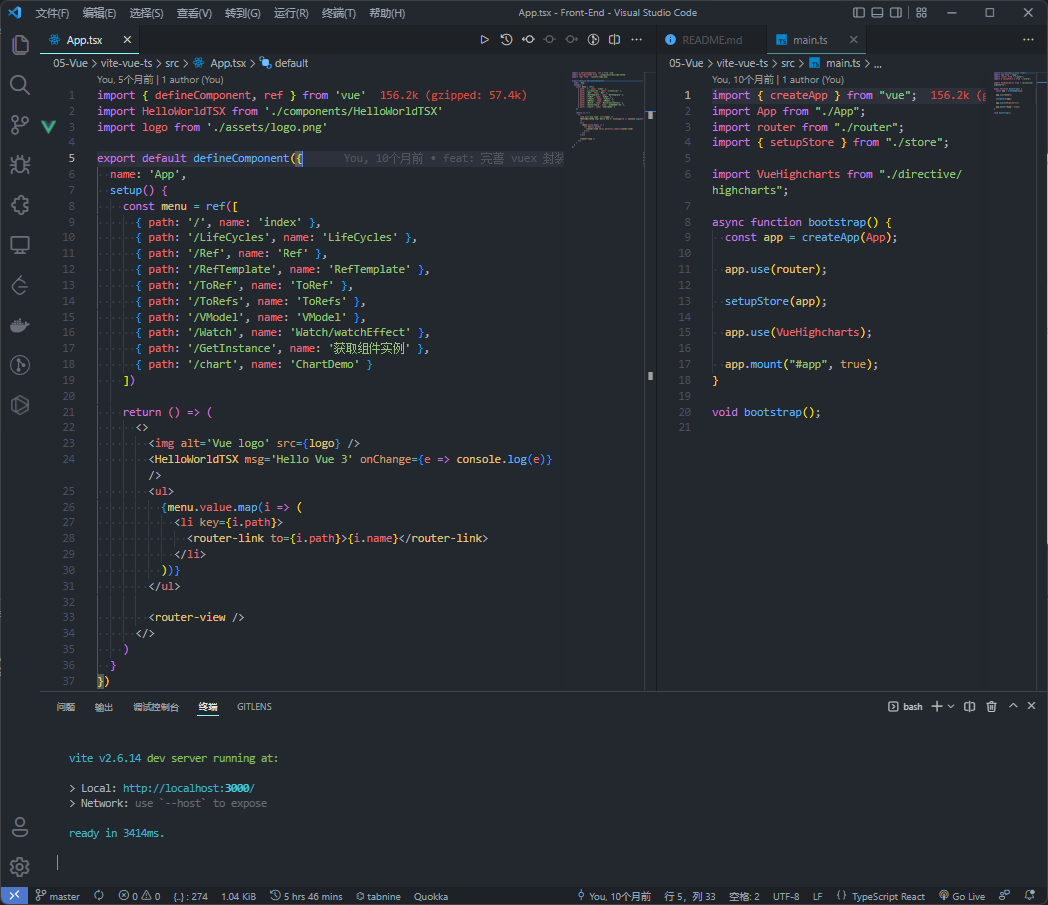 文件(F) 编辑(E) 选择(S) 查看(V) 转到(G) 运行(R) 终端(T) 帮助(H) App.tsx - Front-End - Visual Studio Code
App.tsx
05-Vue > vite-vue-ts > src > App.tsx > default
You, 5个月前 | 1 author (You)
1 import { defineComponent, ref } from 'vue' 156.2k (gzipped: 57.4k)
2 import HelloWorldTSX from './components/HelloWorldTSX'
3 import logo from './assets/logo.png'
4
5 export default defineComponent({ You, 10个月前 • feat: 完善 vuex 封装
6 name: 'App',
7 setup() {
8 const menu = ref([
9 { path: '/', name: 'index' },
10 { path: '/LifeCycles', name: 'LifeCycles' },
11 { path: '/Ref', name: 'Ref' },
12 { path: '/RefTemplate', name: 'RefTemplate' },
13 { path: '/ToRef', name: 'ToRef' },
14 { path: '/ToRefs', name: 'ToRefs' },
15 { path: '/VModel', name: 'VModel' },
16 { path: '/Watch', name: 'Watch/watchEffect' },
17 { path: '/GetInstance', name: '获取组件实例' },
18 { path: '/chart', name: 'ChartDemo' }
19 ])
20
21 return () => (
22 <>
23 <img alt='Vue logo' src={logo} />
24 <HelloWorldTSX msg='Hello Vue 3' onChange={e => console.log(e)}
/>
25 <ul>
26 {menu.value.map(i => (
27 <li key={i.path}>
28 <router-link to={i.path}>{i.name}</router-link>
29 </li>
30 ))}
31 </ul>
32
33 <router-view />
34 </>
35 )
36 }
37 })
README.md main.ts
05-Vue > vite-vue-ts > src > main.ts > ...
You, 10个月前 | 1 author (You)
1 import { createApp } from "vue"; 156.2k (g
2 import App from "./App";
3 import router from "./router";
4 import { setupStore } from "./store";
5
6 import VueHighcharts from "./directive/
highcharts";
7
8 async function bootstrap() {
9 const app = createApp(App);
10
11 app.use(router);
12
13 setupStore(app);
14
15 app.use(VueHighcharts);
16
17 app.mount("#app", true);
18 }
19
20 void bootstrap();
21
问题 输出 调试控制台 终端 GITLENS bash
vite v2.6.14 dev server running at:
> Local: http://localhost:3000/
> Network: use `--host` to expose
ready in 3414ms.
master 0 0 {..} : 274 1.04 KiB 5 hrs 46 mins tabnine Quokka You, 10个月前 行 5，列 33 空格: 2 UTF-8 LF TypeScript React Go Live